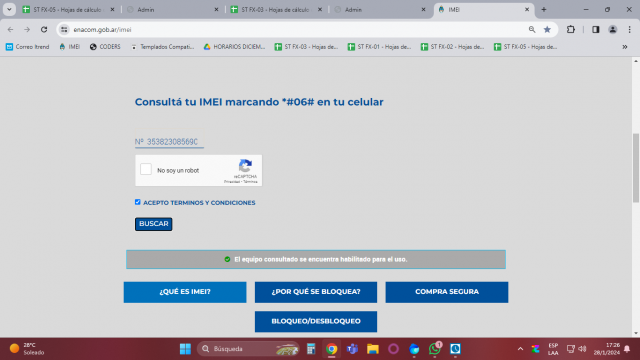 ST FX-05 - Hojas de cálculo
Admin
ST FX-03 - Hojas de cálculo
Admin
IMEI
enacom.gob.ar/imei
Correo Itrend
IMEI
CODERS
Templados Compati...
HORARIOS DICIEM...
ST FX-03 - Hojas de...
ST FX-01 - Hojas de...
ST FX-02 - Hojas de...
ST FX-05 - Hojas de...
Consultá tu IMEI marcando *#06# en tu celular
Nº 35382308569
No soy un robot
reCAPTCHA
Privacidad - Términos
ACEPTO TERMINOS Y CONDICIONES
BUSCAR
El equipo consultado se encuentra habilitado para el uso.
¿QUÉ ES IMEI?
¿POR QUÉ SE BLOQUEA?
COMPRA SEGURA
BLOQUEO/DESBLOQUEO
28°C
Soleado
Búsqueda
ESP
LAA
17:26
28/1/2024